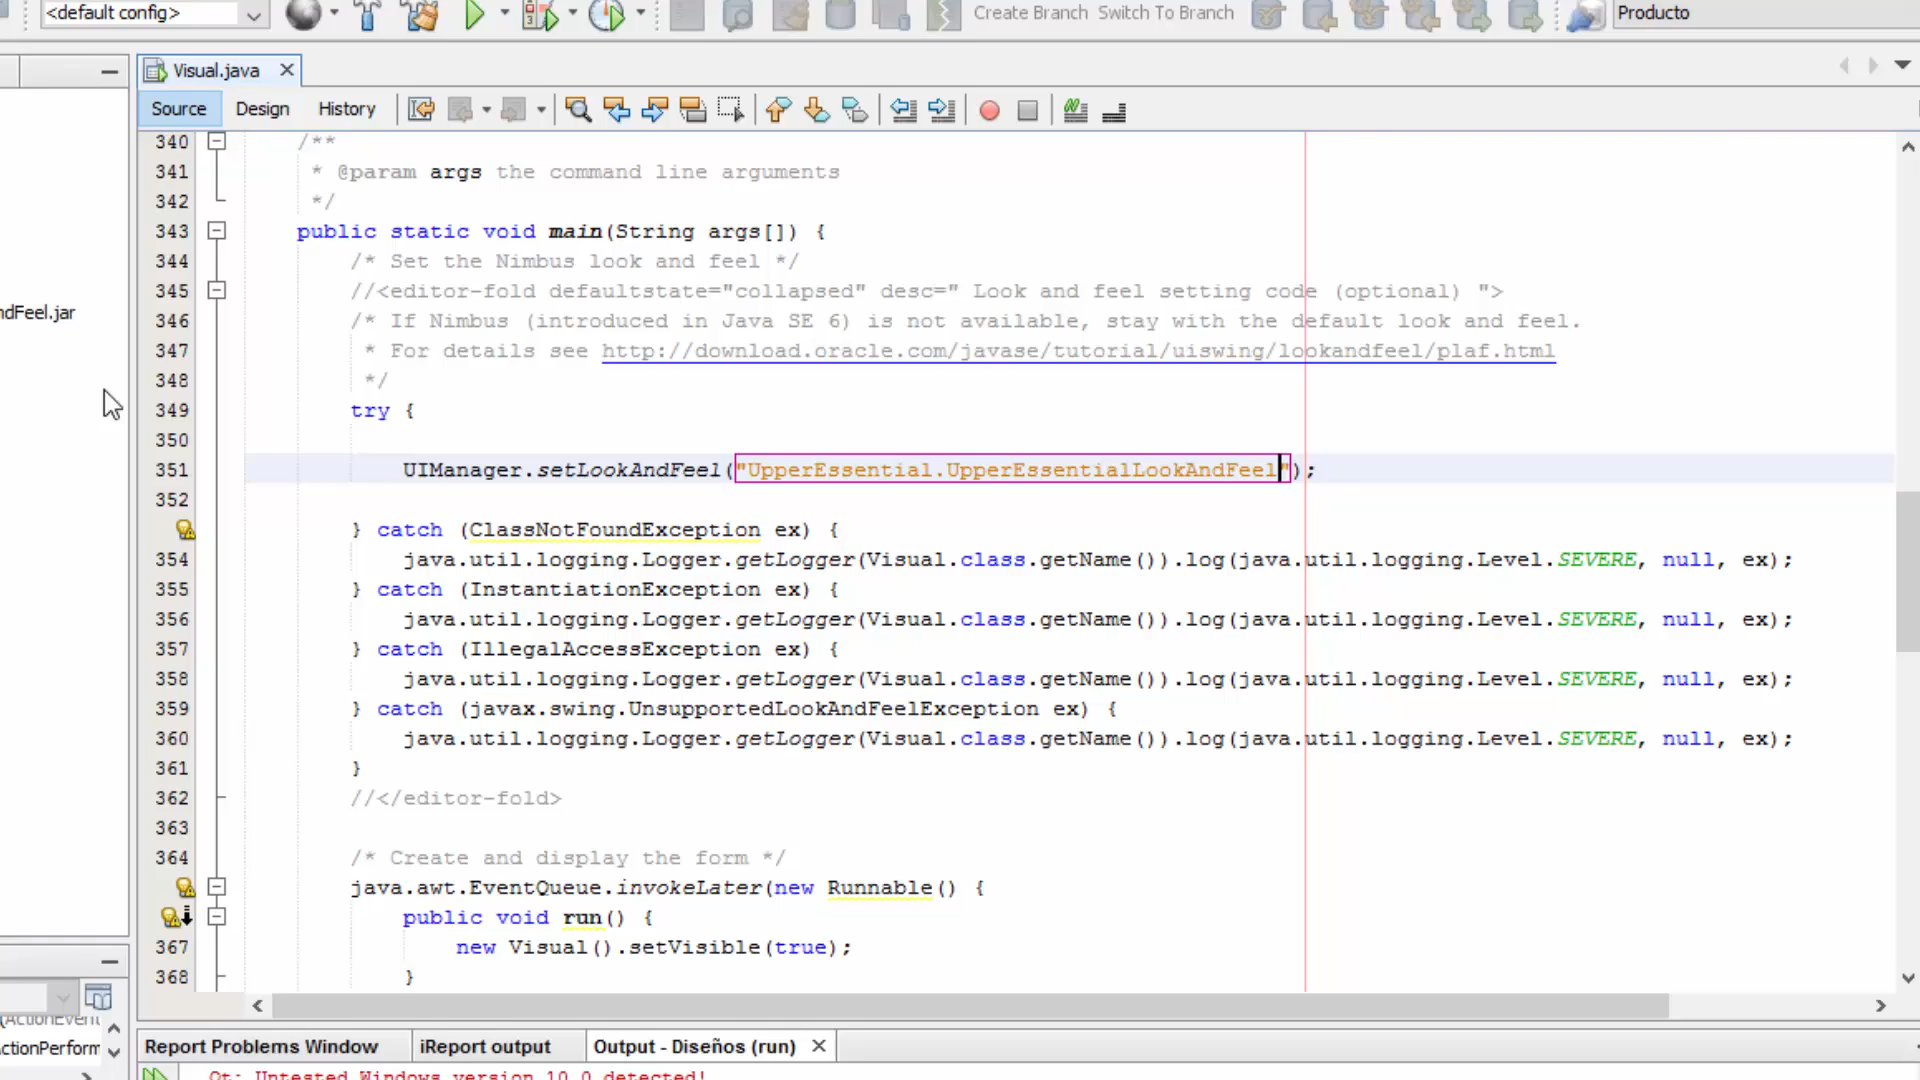 <default config>
Create Branch Switch To Branch
Producto
Visual.java
Source Design History
340 /**
341 * @param args the command line arguments
342 */
343 public static void main(String args[]) {
344 /* Set the Nimbus look and feel */
345 //<editor-fold defaultstate="collapsed" desc=" Look and feel setting code (optional) ">
346 /* If Nimbus (introduced in Java SE 6) is not available, stay with the default look and feel.
347 * For details see http://download.oracle.com/javase/tutorial/uiswing/lookandfeel/plaf.html
348 */
349 try {
350
351 UIManager.setLookAndFeel("UpperEssential.UpperEssentialLookAndFeel");
352
} catch (ClassNotFoundException ex) {
354 java.util.logging.Logger.getLogger(Visual.class.getName()).log(java.util.logging.Level.SEVERE, null, ex);
355 } catch (InstantiationException ex) {
356 java.util.logging.Logger.getLogger(Visual.class.getName()).log(java.util.logging.Level.SEVERE, null, ex);
357 } catch (IllegalAccessException ex) {
358 java.util.logging.Logger.getLogger(Visual.class.getName()).log(java.util.logging.Level.SEVERE, null, ex);
359 } catch (javax.swing.UnsupportedLookAndFeelException ex) {
360 java.util.logging.Logger.getLogger(Visual.class.getName()).log(java.util.logging.Level.SEVERE, null, ex);
361 }
362 //</editor-fold>
363
364 /* Create and display the form */
java.awt.EventQueue.invokeLater(new Runnable() {
public void run() {
367 new Visual().setVisible(true);
368 }
ndFeel.jar
(ActionEvent
ctionPerform
Report Problems Window iReport output Output - Diseños (run)
Qt: Untested Windows version 10.0 detected!